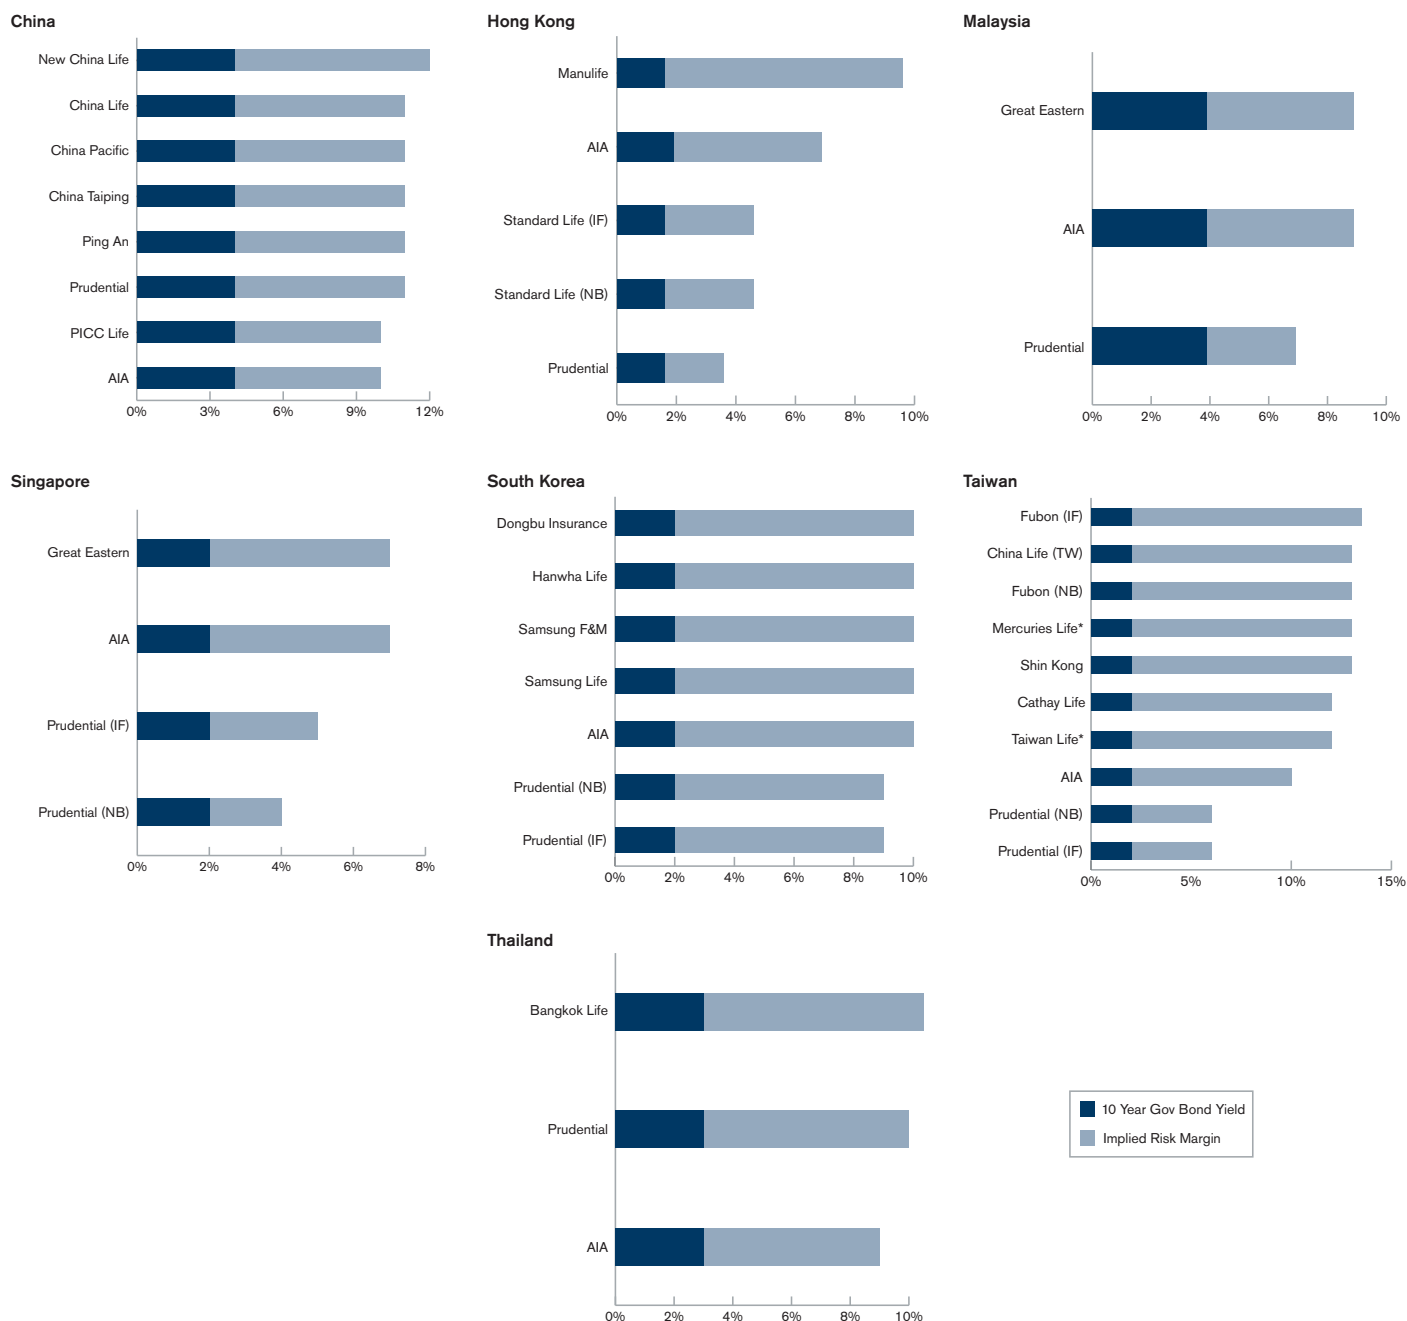 China
New China Life
China Life
China Pacific
China Taiping
Ping An
Prudential
PICC Life
AIA
0% 3% 6% 9% 12%
Hong Kong
Manulife
AIA
Standard Life (IF)
Standard Life (NB)
Prudential
0% 2% 4% 6% 8% 10%
Malaysia
Great Eastern
AIA
Prudential
0% 2% 4% 6% 8% 10%
Singapore
Great Eastern
AIA
Prudential (IF)
Prudential (NB)
0% 2% 4% 6% 8%
South Korea
Dongbu Insurance
Hanwha Life
Samsung F&M
Samsung Life
AIA
Prudential (NB)
Prudential (IF)
0% 2% 4% 6% 8% 10%
Taiwan
Fubon (IF)
China Life (TW)
Fubon (NB)
Mercuries Life*
Shin Kong
Cathay Life
Taiwan Life*
AIA
Prudential (NB)
Prudential (IF)
0% 5% 10% 15%
Thailand
Bangkok Life
Prudential
AIA
0% 2% 4% 6% 8% 10%
10 Year Gov Bond Yield
Implied Risk Margin